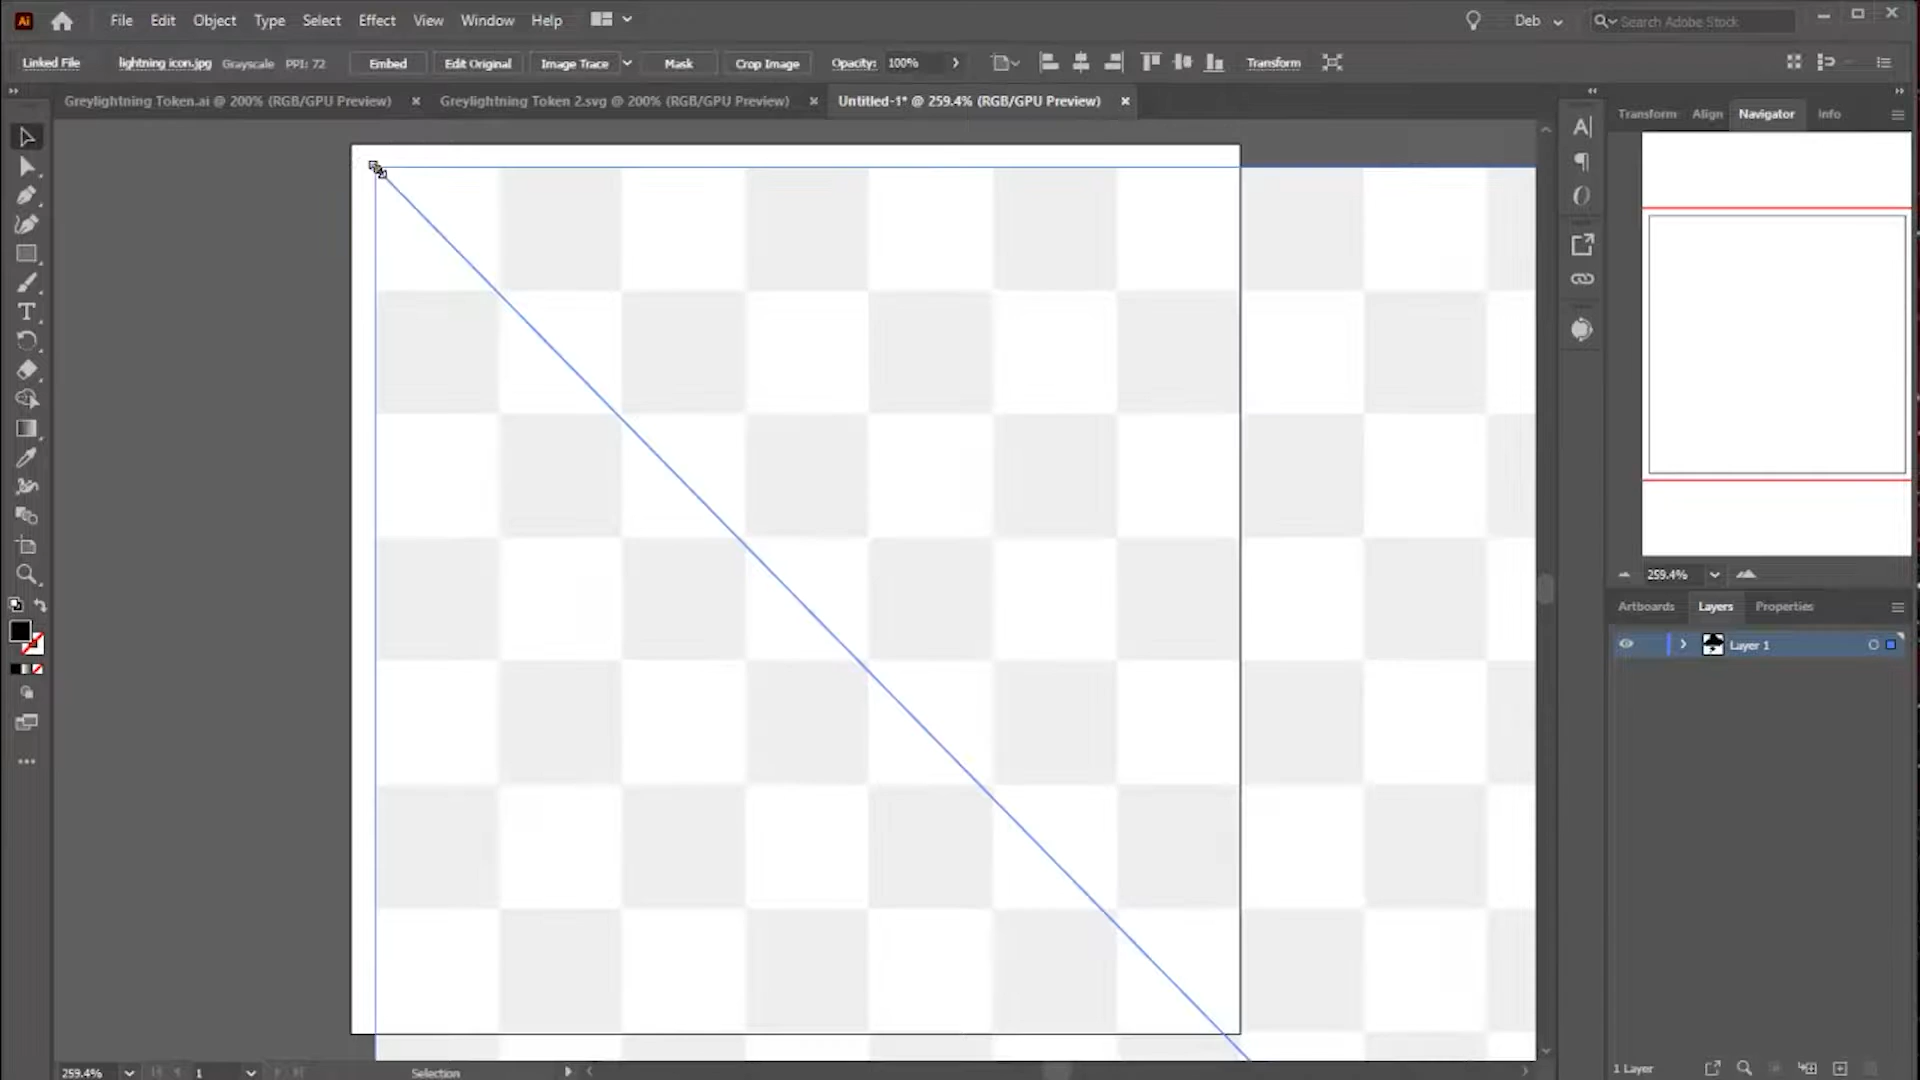 Ai File Edit Object Type Select Effect View Window Help Deb Search Adobe Stock
Linked File lightning icon.jpg Grayscale PPI: 72 Embed Edit Original Image Trace Mask Crop Image Opacity: 100% Transform
Greylightning Token.ai @ 200% (RGB/GPU Preview) × Greylightning Token 2.svg @ 200% (RGB/GPU Preview) × Untitled-1* @ 259.4% (RGB/GPU Preview) ×
Transform Align Navigator Info
259.4%
Artboards Layers Properties
Layer 1
259.4% 1 Selection 1 Layer